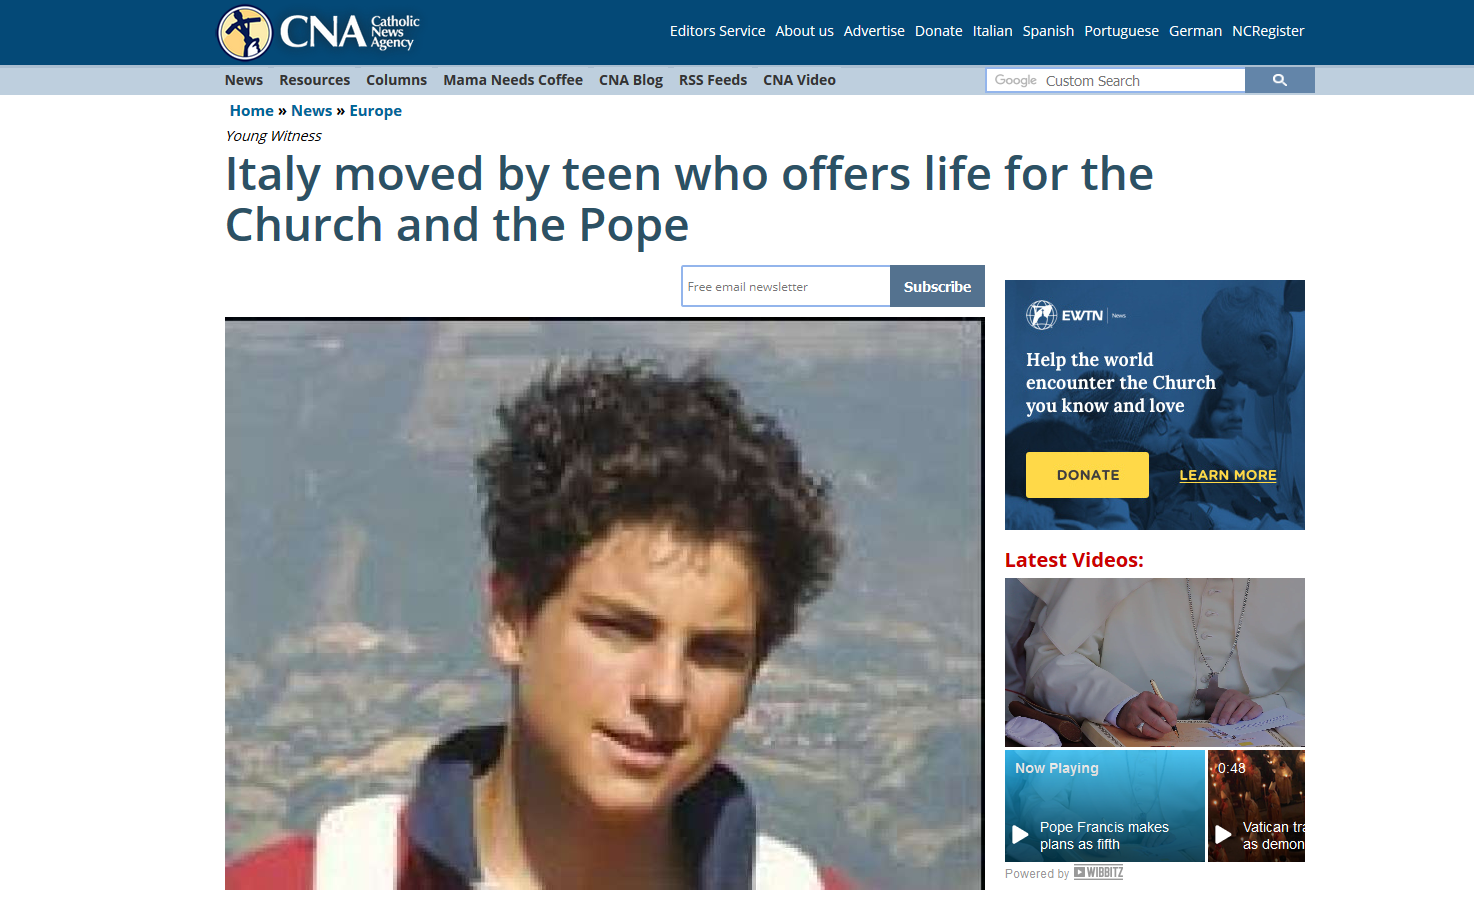 CNA Catholic News Agency
Editors Service About us Advertise Donate Italian Spanish Portuguese German NCRegister
News Resources Columns Mama Needs Coffee CNA Blog RSS Feeds CNA Video
Google Custom Search
Home » News » Europe
Young Witness
Italy moved by teen who offers life for the
Church and the Pope
Free email newsletter
Subscribe
EWTN News
Help the world
encounter the Church
you know and love
DONATE
LEARN MORE
Latest Videos:
Now Playing
Pope Francis makes
plans as fifth
0:48
Vatican tra
as demon
Powered by WIBBITZ